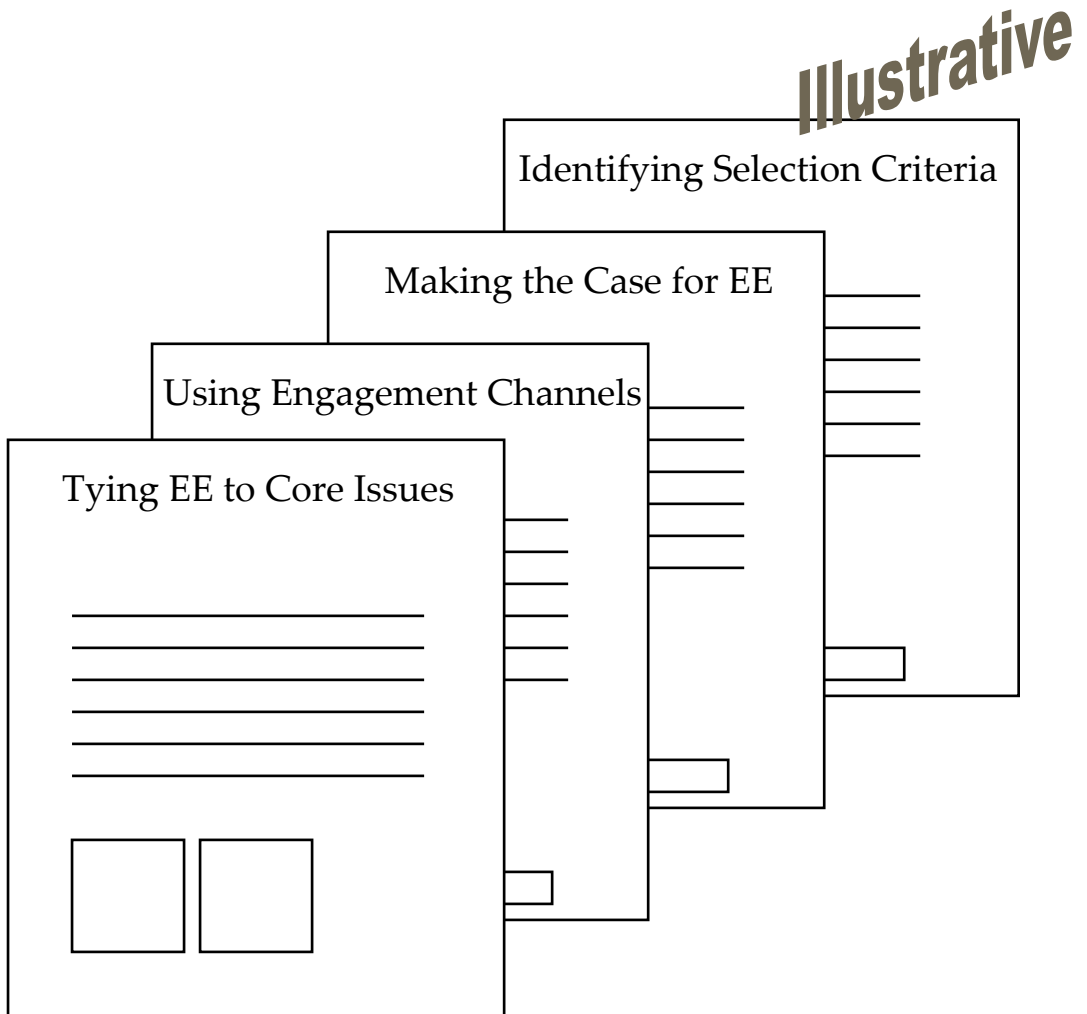 Illustrative
Identifying Selection Criteria
Making the Case for EE
Using Engagement Channels
Tying EE to Core Issues